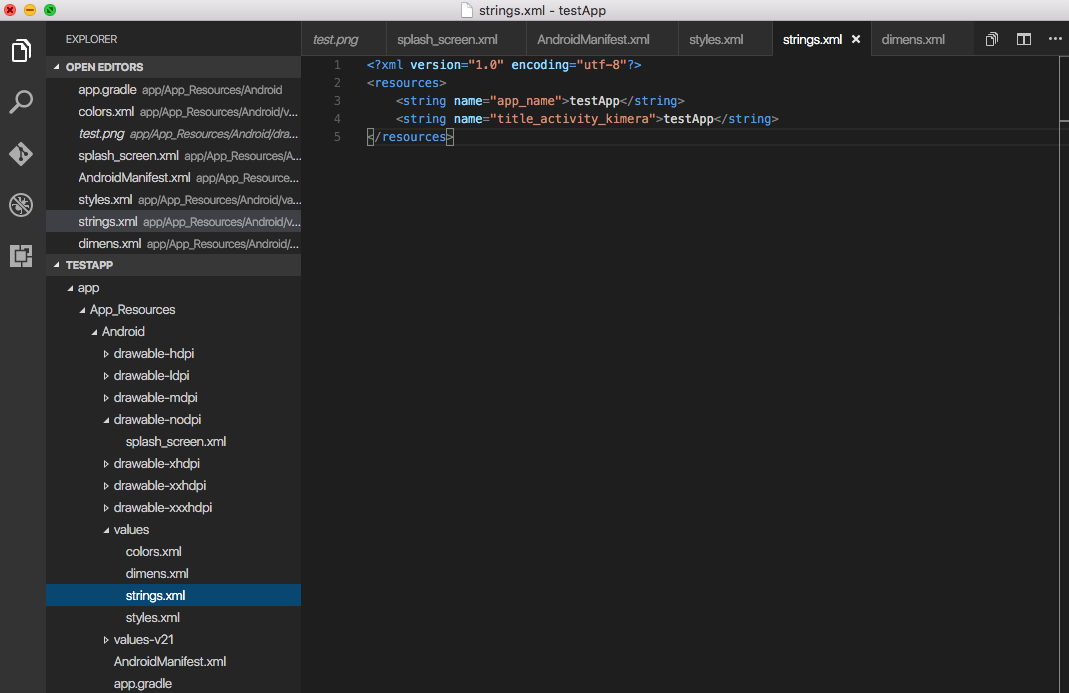 strings.xml - testApp
EXPLORER
OPEN EDITORS
app.gradle app/App_Resources/Android
colors.xml app/App_Resources/Android/v...
test.png app/App_Resources/Android/dra...
splash_screen.xml app/App_Resources/A...
AndroidManifest.xml app/App_Resource...
styles.xml app/App_Resources/Android/va...
strings.xml app/App_Resources/Android/v...
dimens.xml app/App_Resources/Android/...
TESTAPP
app
App_Resources
Android
drawable-hdpi
drawable-ldpi
drawable-mdpi
drawable-nodpi
splash_screen.xml
drawable-xhdpi
drawable-xxhdpi
drawable-xxxhdpi
values
colors.xml
dimens.xml
strings.xml
styles.xml
values-v21
AndroidManifest.xml
app.gradle
test.png splash_screen.xml AndroidManifest.xml styles.xml strings.xml dimens.xml
1 <?xml version="1.0" encoding="utf-8"?>
2 <resources>
3 <string name="app_name">testApp</string>
4 <string name="title_activity_kimera">testApp</string>
5 </resources>